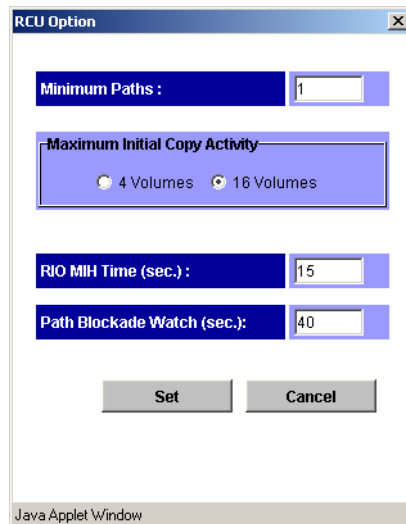 RCU Option
Minimum Paths :
1
Maximum Initial Copy Activity
4 Volumes 16 Volumes
RIO MIH Time (sec.) :
15
Path Blockade Watch (sec.):
40
Set Cancel
Java Applet Window